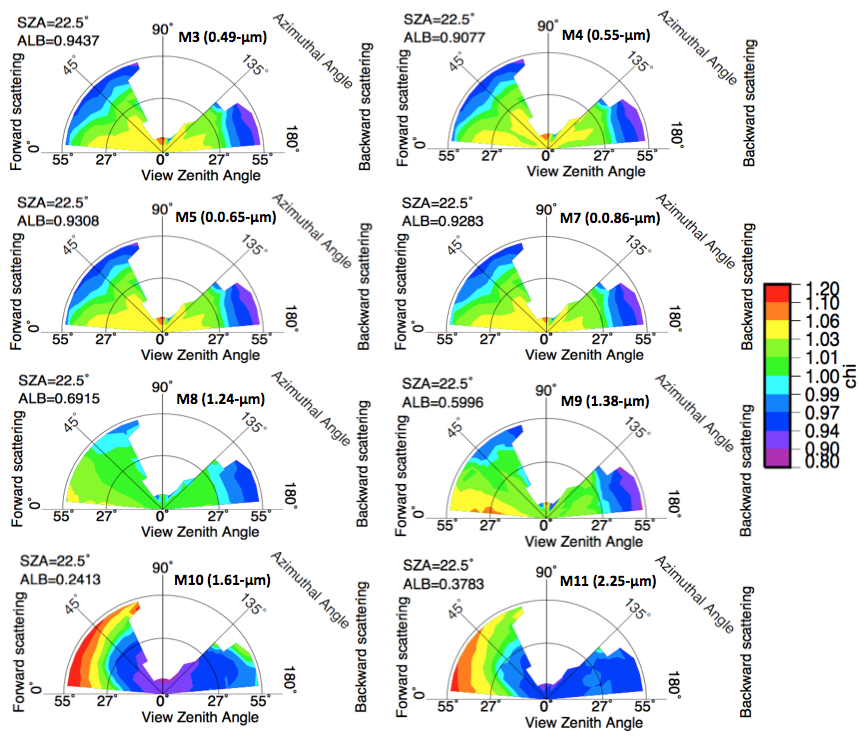 SZA=22.5°
ALB=0.9437
M3 (0.49-μm)
90°
45°
135°
0°
180°
Azimuthal Angle
Forward scattering
Backward scattering
55° 27° 0° 27° 55°
View Zenith Angle
SZA=22.5°
ALB=0.9077
M4 (0.55-μm)
90°
45°
135°
0°
180°
Azimuthal Angle
Forward scattering
Backward scattering
55° 27° 0° 27° 55°
View Zenith Angle
SZA=22.5°
ALB=0.9308
M5 (0.0.65-μm)
90°
45°
135°
0°
180°
Azimuthal Angle
Forward scattering
Backward scattering
55° 27° 0° 27° 55°
View Zenith Angle
SZA=22.5°
ALB=0.9283
M7 (0.0.86-μm)
90°
45°
135°
0°
180°
Azimuthal Angle
Forward scattering
Backward scattering
55° 27° 0° 27° 55°
View Zenith Angle
SZA=22.5°
ALB=0.6915
M8 (1.24-μm)
90°
45°
135°
0°
180°
Azimuthal Angle
Forward scattering
Backward scattering
55° 27° 0° 27° 55°
View Zenith Angle
SZA=22.5°
ALB=0.5996
M9 (1.38-μm)
90°
45°
135°
0°
180°
Azimuthal Angle
Forward scattering
Backward scattering
55° 27° 0° 27° 55°
View Zenith Angle
SZA=22.5°
ALB=0.2413
M10 (1.61-μm)
90°
45°
135°
0°
180°
Azimuthal Angle
Forward scattering
Backward scattering
55° 27° 0° 27° 55°
View Zenith Angle
SZA=22.5°
ALB=0.3783
M11 (2.25-μm)
90°
45°
135°
0°
180°
Azimuthal Angle
Forward scattering
Backward scattering
55° 27° 0° 27° 55°
View Zenith Angle
1.20
1.10
1.06
1.03
1.01
1.00
0.99
0.97
0.94
0.90
0.80
chi